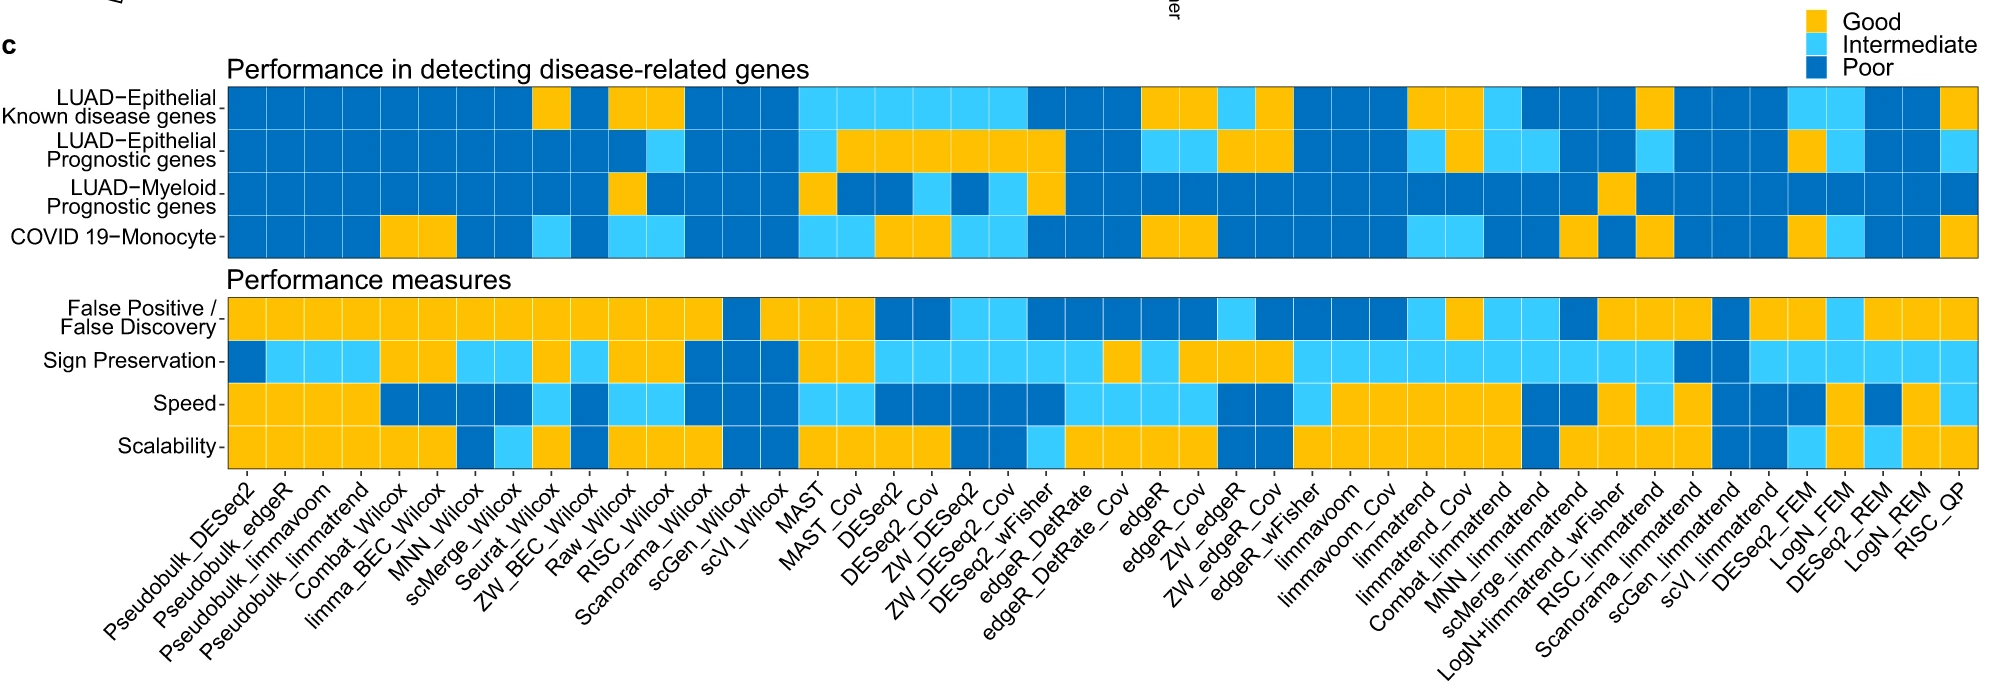 er
c
Good
Intermediate
Poor
Performance in detecting disease-related genes
LUAD−Epithelial
Known disease genes
LUAD−Epithelial
Prognostic genes
LUAD−Myeloid
Prognostic genes
COVID 19−Monocyte
Performance measures
False Positive /
False Discovery
Sign Preservation
Speed
Scalability
Pseudobulk_DESeq2
Pseudobulk_edgeR
Pseudobulk_limmavoom
Pseudobulk_limmatrend
Combat_Wilcox
limma_BEC_Wilcox
MNN_Wilcox
scMerge_Wilcox
Seurat_Wilcox
ZW_BEC_Wilcox
Raw_Wilcox
RISC_Wilcox
Scanorama_Wilcox
scGen_Wilcox
scVI_Wilcox
MAST
MAST_Cov
DESeq2
DESeq2_Cov
ZW_DESeq2
ZW_DESeq2_Cov
DESeq2_wFisher
edgeR_DetRate
edgeR_DetRate_Cov
edgeR
edgeR_Cov
ZW_edgeR
ZW_edgeR_Cov
edgeR_wFisher
limmavoom
limmavoom_Cov
limmatrend
limmatrend_Cov
Combat_limmatrend
MNN_limmatrend
scMerge_limmatrend
LogN+limmatrend_wFisher
RISC_limmatrend
Scanorama_limmatrend
scGen_limmatrend
scVI_limmatrend
DESeq2_FEM
LogN_FEM
DESeq2_REM
LogN_REM
RISC_QP